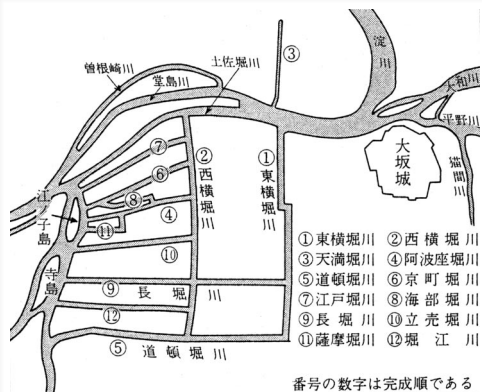 淀川
大和川
平野川
猫間川
大坂城
曽根崎川
堂島川
土佐堀川
③
⑦
⑥
⑧
④
⑪
⑩
②西横堀川
①東横堀川
江ノ子島
寺島
⑨ 長堀川
⑫
⑤ 道頓堀川
①東横堀川 ②西横堀川
③天満堀川 ④阿波座堀川
⑤道頓堀川 ⑥京町堀川
⑦江戸堀川 ⑧海部堀川
⑨長堀川 ⑩立売堀川
⑪薩摩堀川 ⑫堀江川
番号の数字は完成順である